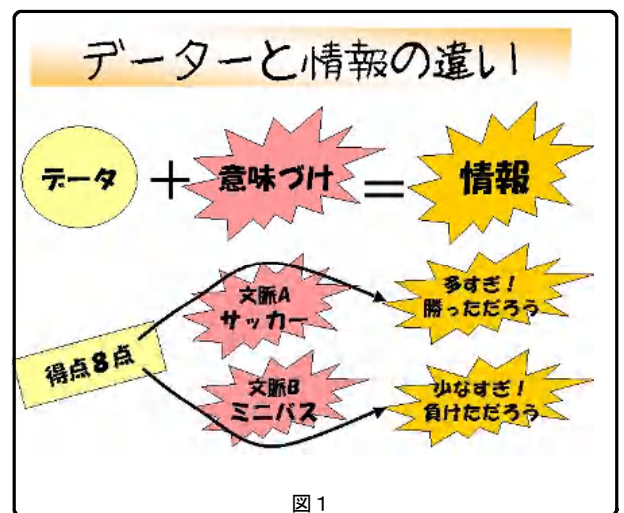 データーと情報の違い
データ + 意味づけ = 情報
得点8点
文脈A
サッカー
多すぎ!
勝っただろう
文脈B
ミニバス
少なすぎ!
負けただろう
図1